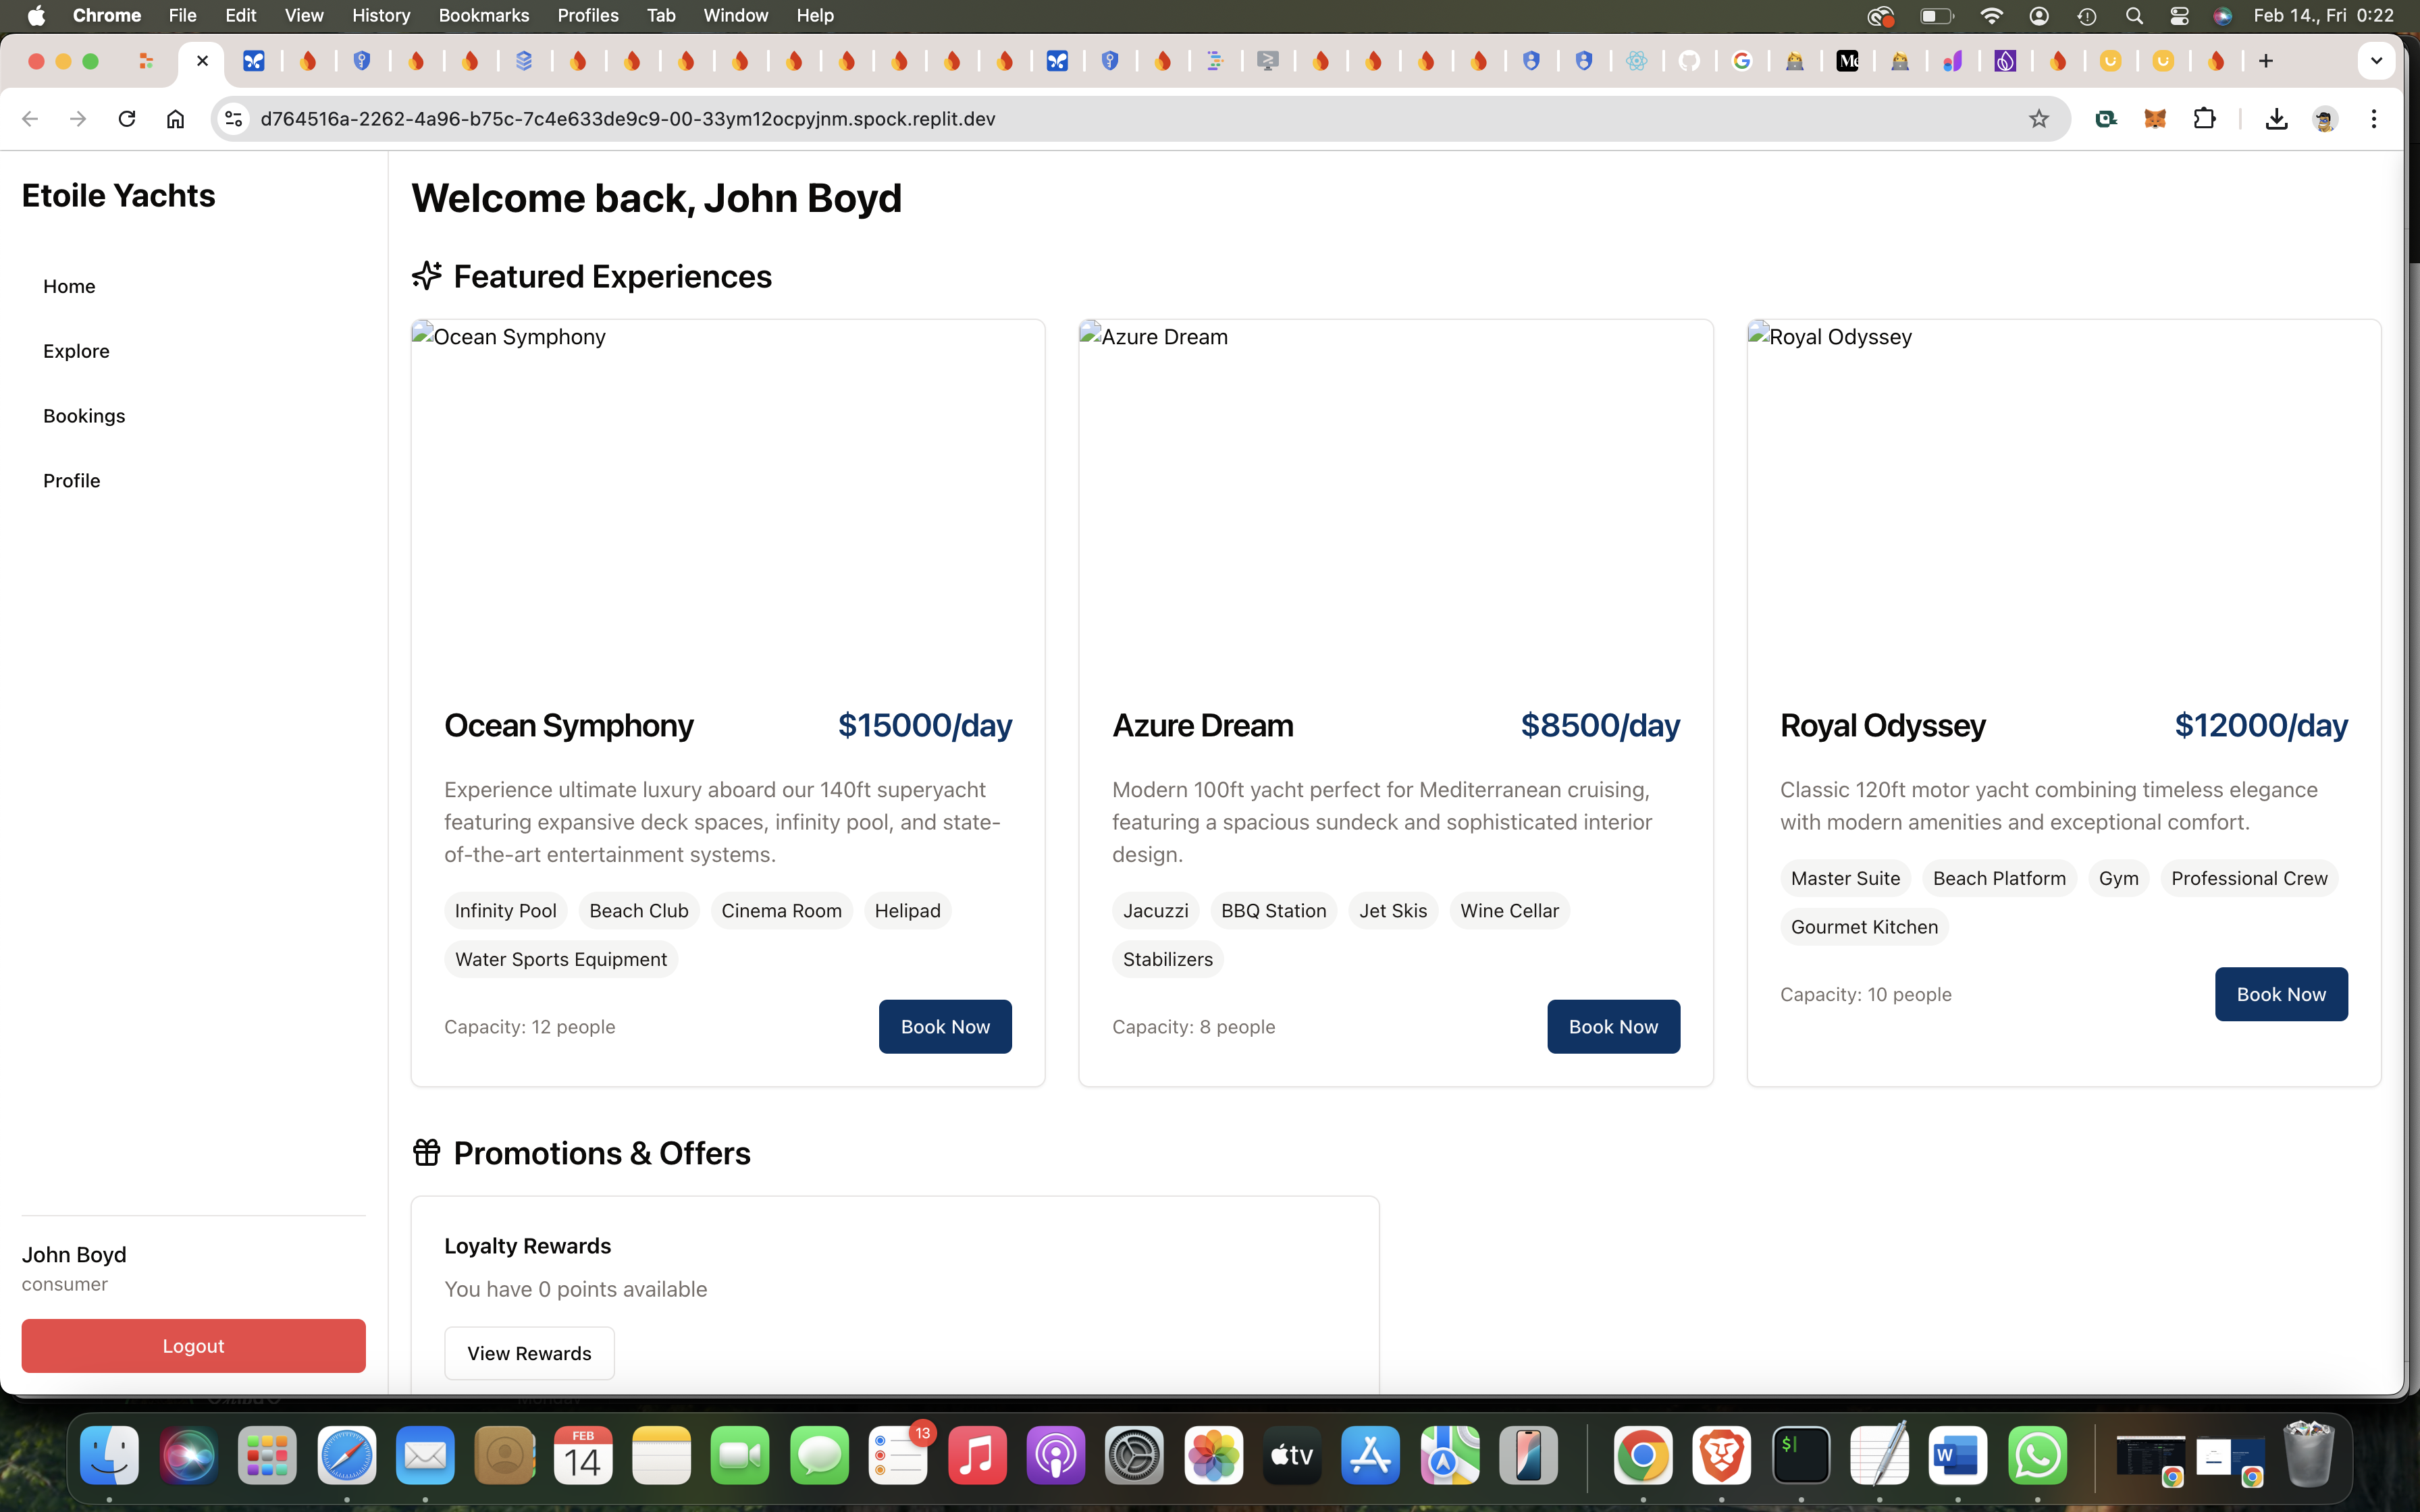 Chrome File Edit View History Bookmarks Profiles Tab Window Help Feb 14., Fri 0:22
d764516a-2262-4a96-b75c-7c4e633de9c9-00-33ym12ocpyjnm.spock.replit.dev
Etoile Yachts
Home
Explore
Bookings
Profile
John Boyd
consumer
Logout
Welcome back, John Boyd
Featured Experiences
Ocean Symphony
Ocean Symphony $15000/day
Experience ultimate luxury aboard our 140ft superyacht
featuring expansive deck spaces, infinity pool, and state-
of-the-art entertainment systems.
Infinity Pool Beach Club Cinema Room Helipad
Water Sports Equipment
Capacity: 12 people Book Now
Azure Dream
Azure Dream $8500/day
Modern 100ft yacht perfect for Mediterranean cruising,
featuring a spacious sundeck and sophisticated interior
design.
Jacuzzi BBQ Station Jet Skis Wine Cellar
Stabilizers
Capacity: 8 people Book Now
Royal Odyssey
Royal Odyssey $12000/day
Classic 120ft motor yacht combining timeless elegance
with modern amenities and exceptional comfort.
Master Suite Beach Platform Gym Professional Crew
Gourmet Kitchen
Capacity: 10 people Book Now
Promotions & Offers
Loyalty Rewards
You have 0 points available
View Rewards
FEB
14
13
tv
$
W